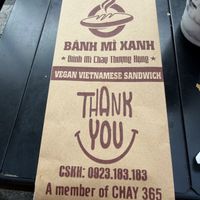 BÁNH MÌ XANH
★ Bánh Mì Chay Thượng Hạng ★
VEGAN VIETNAMESE SANDWICH
THANK
YOU
CSKH: 0923.183.183
A member of CHAY 365